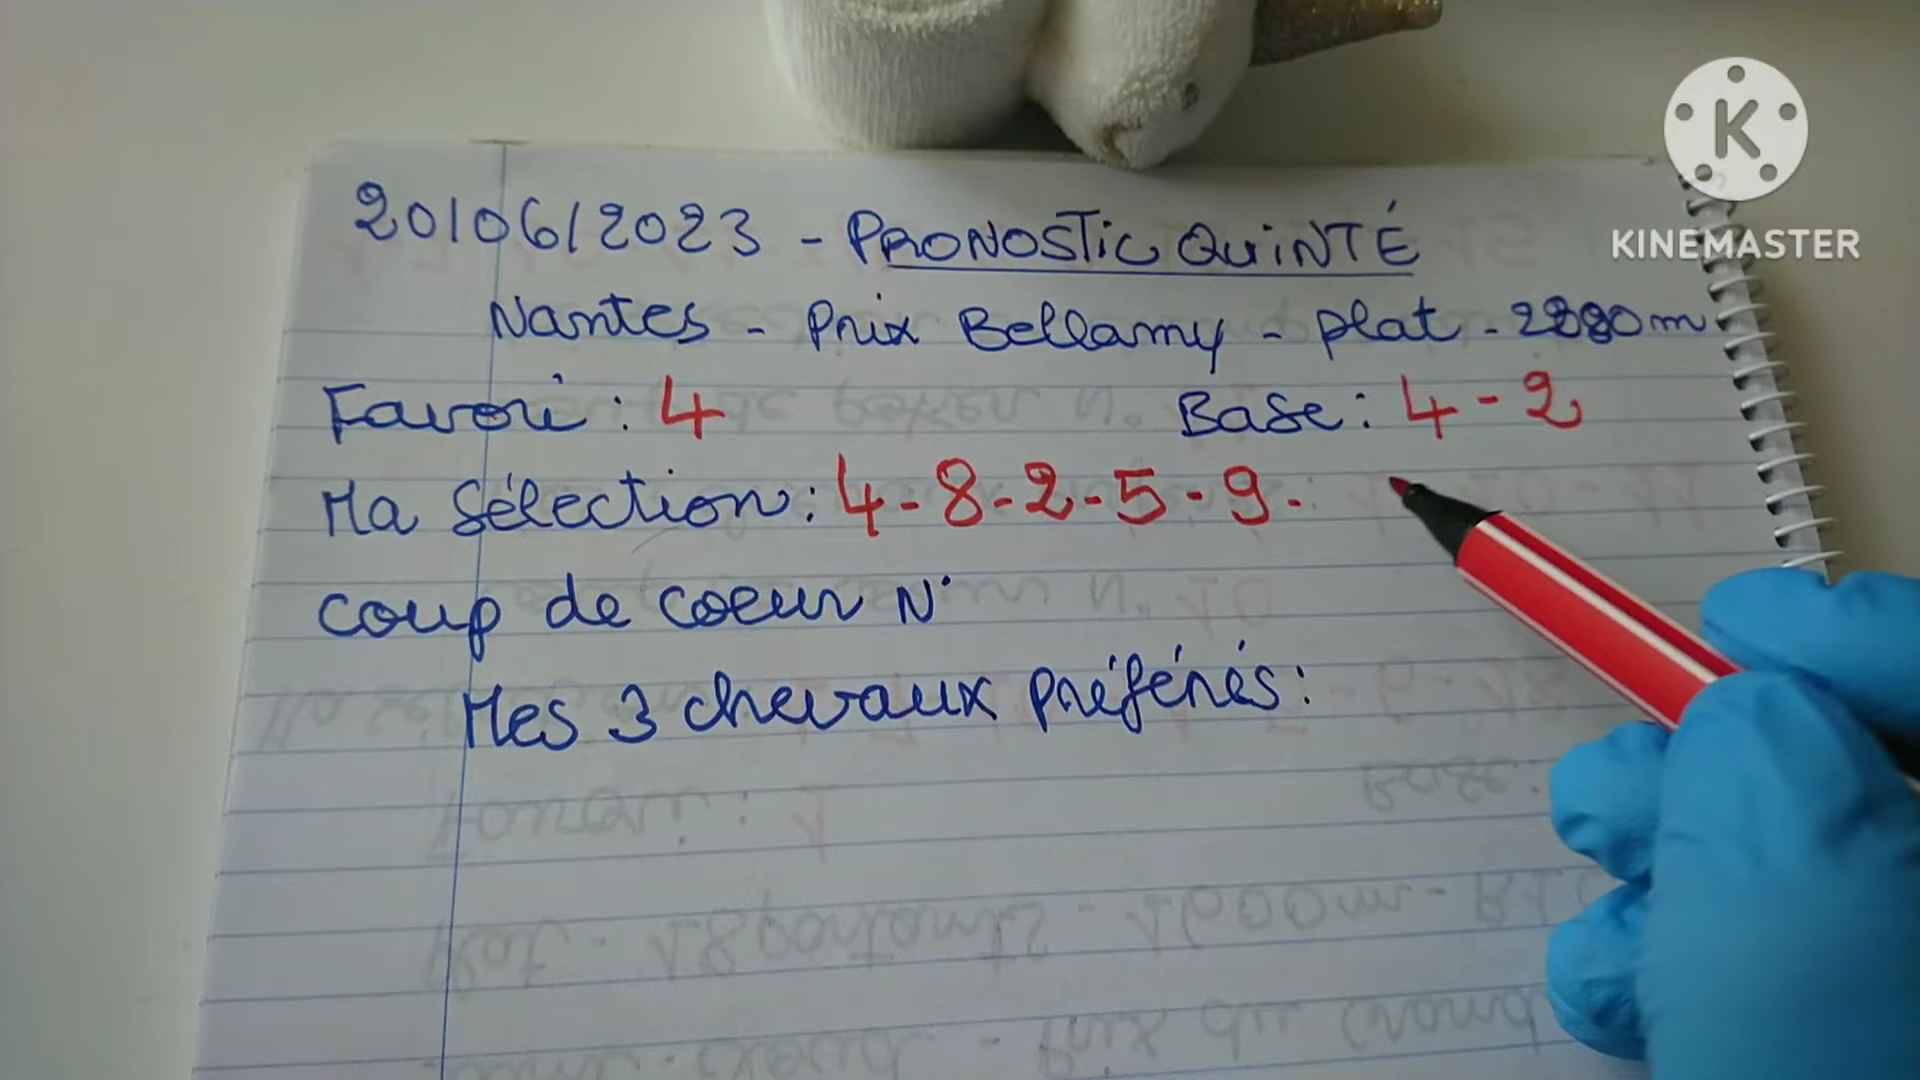 20/06/2023 - PRONOSTIC QUINTÉ
Nantes - Prix Bellamy - plat - m
Favori : 4 Base : 4 - 2
Ma Sélection : 4 - 8 - 2 - 5 - 9 -
coup de coeur N°
Mes 3 chevaux préférés :
K
KINEMASTER